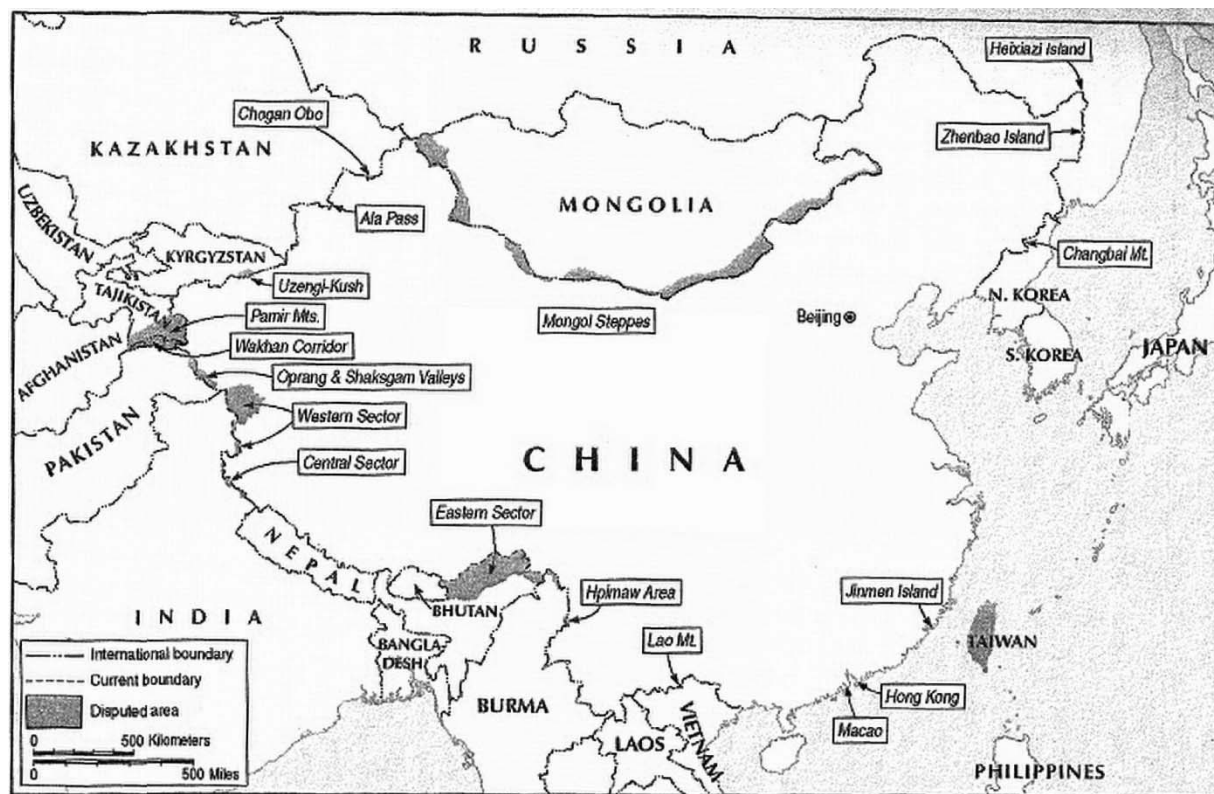 RUSSIA
Heixiazi Island
Chogan Obo
Zhenbao Island
KAZAKHSTAN
MONGOLIA
UZBEKISTAN
Ala Pass
KYRGYZSTAN
Changbai Mt.
Uzengi-Kush
TAJIKISTAN
N. KOREA
Pamir Mts.
Mongol Steppes
Beijing
Wakhan Corridor
S. KOREA
JAPAN
AFGHANISTAN
Oprang & Shaksgam Valleys
Western Sector
PAKISTAN
CHINA
Central Sector
Eastern Sector
NEPAL
Hpimaw Area
Jinmen Island
BHUTAN
INDIA
Lao Mt.
TAIWAN
BANGLA
DESH
International boundary
Current boundary
Hong Kong
BURMA
Disputed area
VIETNAM
Macao
0 500 Kilometers
LAOS
0 500 Miles
PHILIPPINES